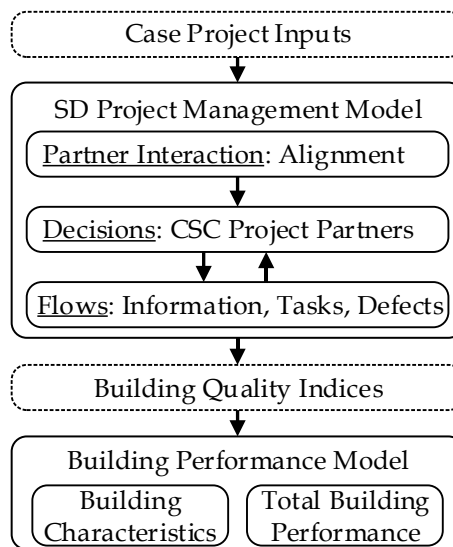 Case Project Inputs
SD Project Management Model
Partner Interaction: Alignment
Decisions: CSC Project Partners
Flows: Information, Tasks, Defects
Building Quality Indices
Building Performance Model
Building
Characteristics
Total Building
Performance